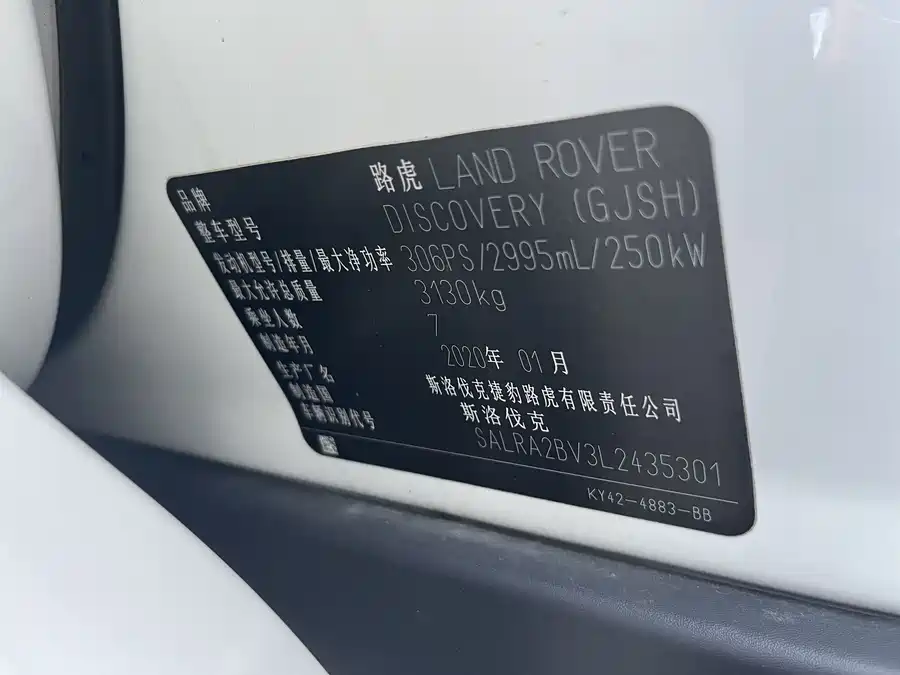 品牌 路虎 LAND ROVER
整车型号 DISCOVERY (GJSH)
发动机型号/排量/最大净功率 306PS/2995mL/250kW
最大允许总质量 3130kg
乘坐人数 7
制造年月 2020年 01月
生产厂名 斯洛伐克捷豹路虎有限责任公司
制造国 斯洛伐克
车辆识别代号 SALRA2BV3L2435301
KY42-4883-BB